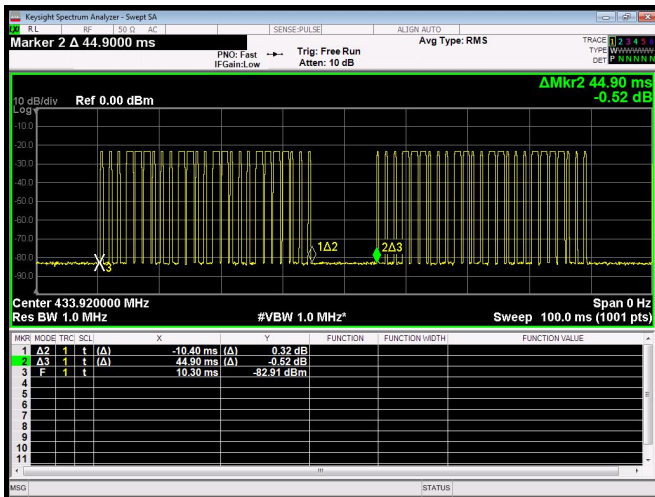 Keysight Spectrum Analyzer - Swept SA
LXI RL RF 50 Ω AC SENSE:PULSE ALIGN AUTO
Marker 2 Δ 44.9000 ms
Avg Type: RMS
TRACE 1 2 3 4 5 6
PNO: Fast Trig: Free Run
TYPE W
IFGain:Low Atten: 10 dB
DET P N N N N N
ΔMkr2 44.90 ms
10 dB/div Ref 0.00 dBm -0.52 dB
Log
-10.0
-20.0
-30.0
-40.0
-50.0
-60.0
-70.0
1Δ2 2Δ3
-80.0
3
-90.0
Center 433.920000 MHz Span 0 Hz
Res BW 1.0 MHz #VBW 1.0 MHz* Sweep 100.0 ms (1001 pts)
MKR MODE TRC SCL X Y FUNCTION FUNCTION WIDTH FUNCTION VALUE
1 Δ2 1 t (Δ) -10.40 ms (Δ) 0.32 dB
2 Δ3 1 t (Δ) 44.90 ms (Δ) -0.52 dB
3 F 1 t 10.30 ms -82.91 dBm
4
5
6
7
8
9
10
11
MSG STATUS